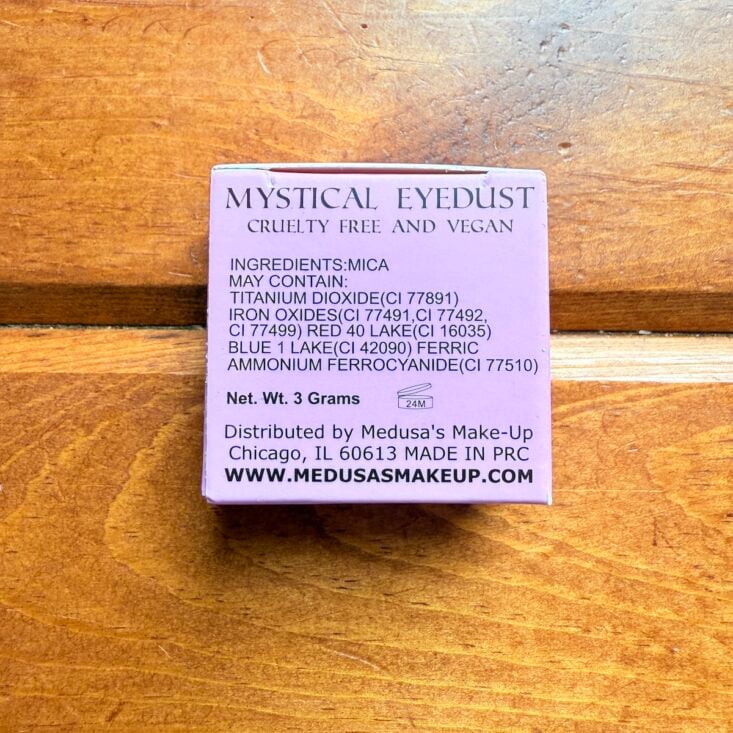 MYSTICAL EYEDUST
CRUELTY FREE AND VEGAN
INGREDIENTS:MICA
MAY CONTAIN:
TITANIUM DIOXIDE(CI 77891)
IRON OXIDES(CI 77491,CI 77492,
CI 77499) RED 40 LAKE(CI 16035)
BLUE 1 LAKE(CI 42090) FERRIC
AMMONIUM FERROCYANIDE(CI 77510)
Net. Wt. 3 Grams
24M
Distributed by Medusa's Make-Up
Chicago, IL 60613 MADE IN PRC
WWW.MEDUSASMAKEUP.COM